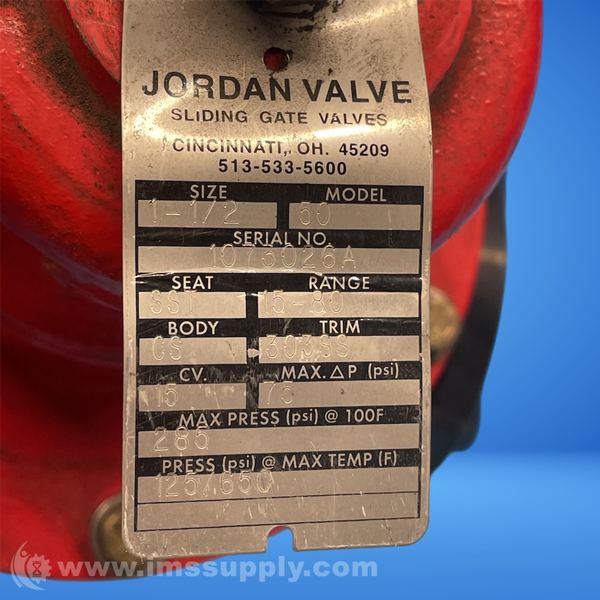 JORDAN VALVE
SLIDING GATE VALVES
CINCINNATI, OH. 45209
513-533-5600
SIZE MODEL
1-1/2 50
SERIAL NO.
1073026A
SEAT RANGE
SST 15-80
BODY TRIM
CS 303SS
CV. MAX. △P (psi)
15 75
MAX PRESS (psi) @ 100F
285
PRESS (psi) @ MAX TEMP (F)
125/650
www.imssupply.com